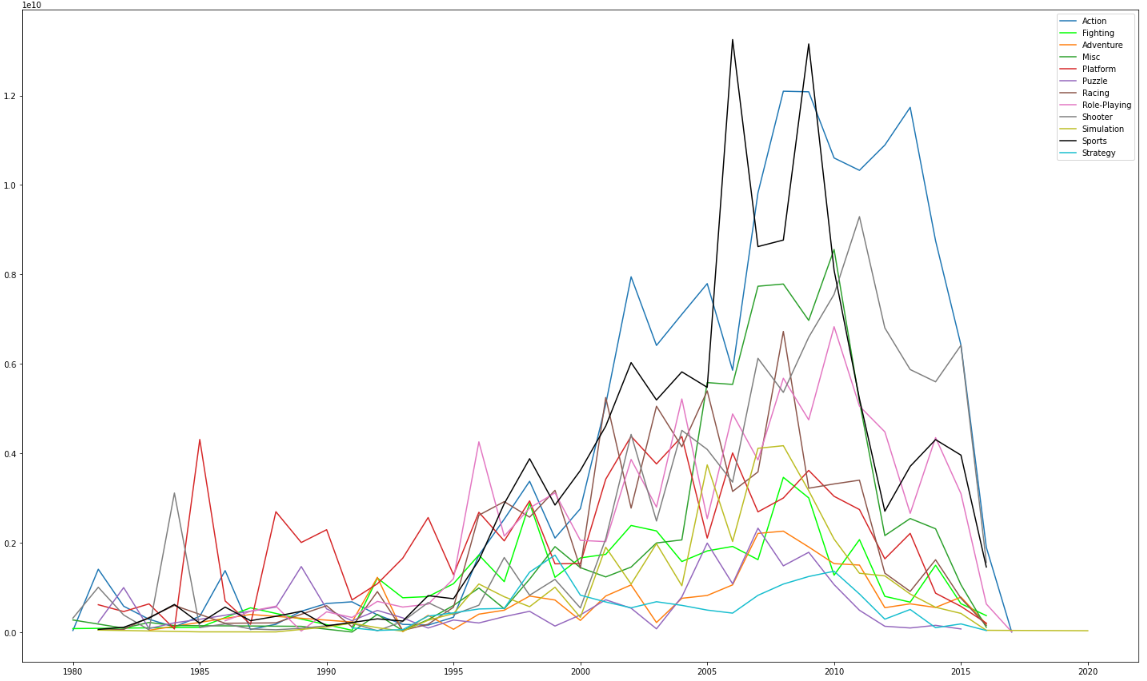 1e10
1.2
1.0
0.8
0.6
0.4
0.2
0.0
1980
1985
1990
1995
2000
2005
2010
2015
2020
Action
Fighting
Adventure
Misc
Platform
Puzzle
Racing
Role-Playing
Shooter
Simulation
Sports
Strategy